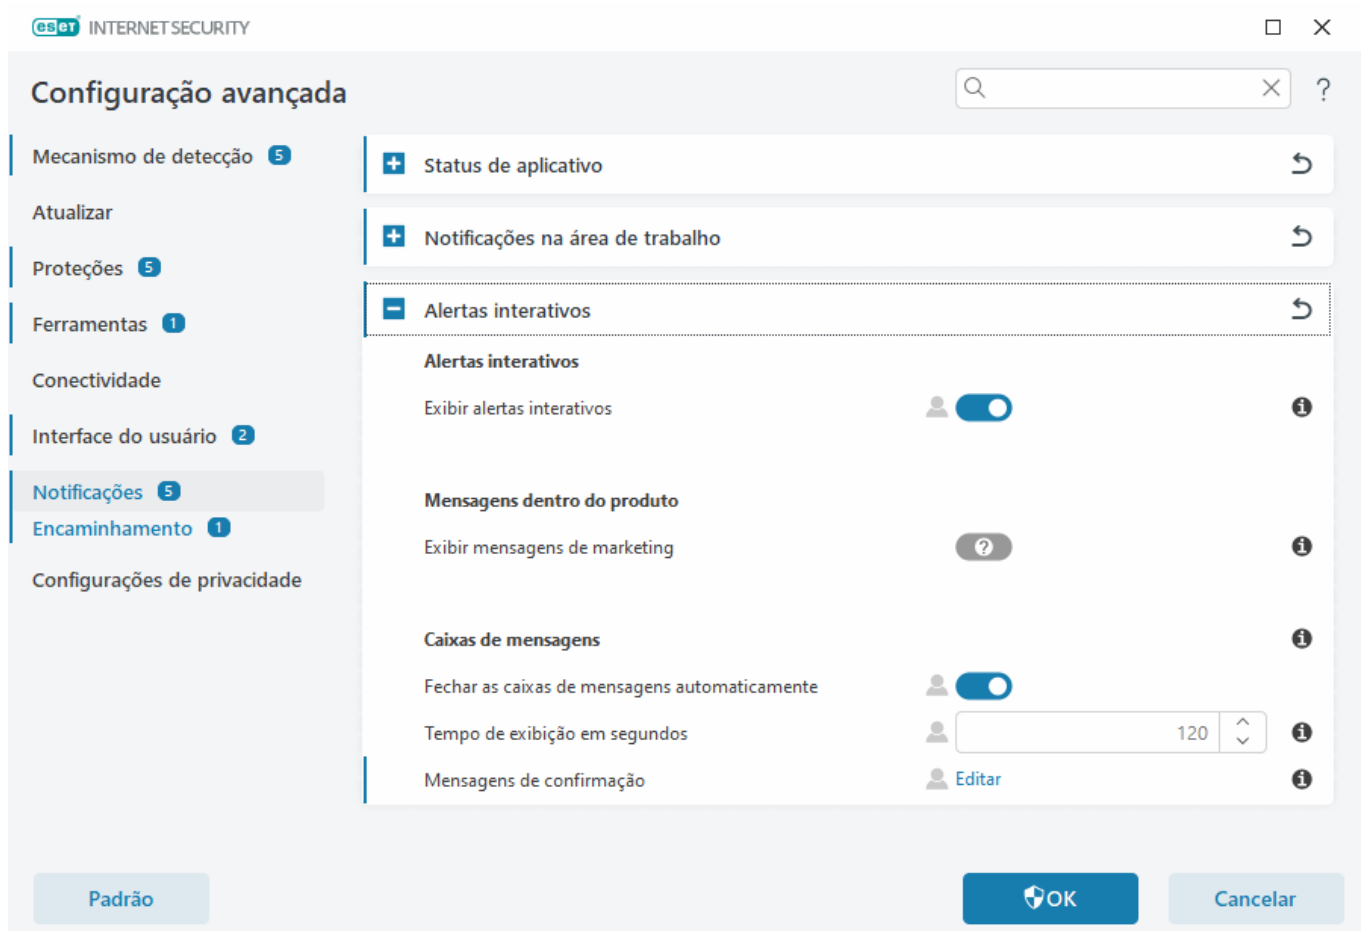 eset INTERNET SECURITY
Configuração avançada
?
Mecanismo de detecção 5
Atualizar
Proteções 5
Ferramentas 1
Conectividade
Interface do usuário 2
Notificações 5
Encaminhamento 1
Configurações de privacidade
Status de aplicativo
Notificações na área de trabalho
Alertas interativos
Alertas interativos
Exibir alertas interativos
Mensagens dentro do produto
Exibir mensagens de marketing ?
Caixas de mensagens
Fechar as caixas de mensagens automaticamente
Tempo de exibição em segundos 120
Mensagens de confirmação Editar
Padrão
OK
Cancelar